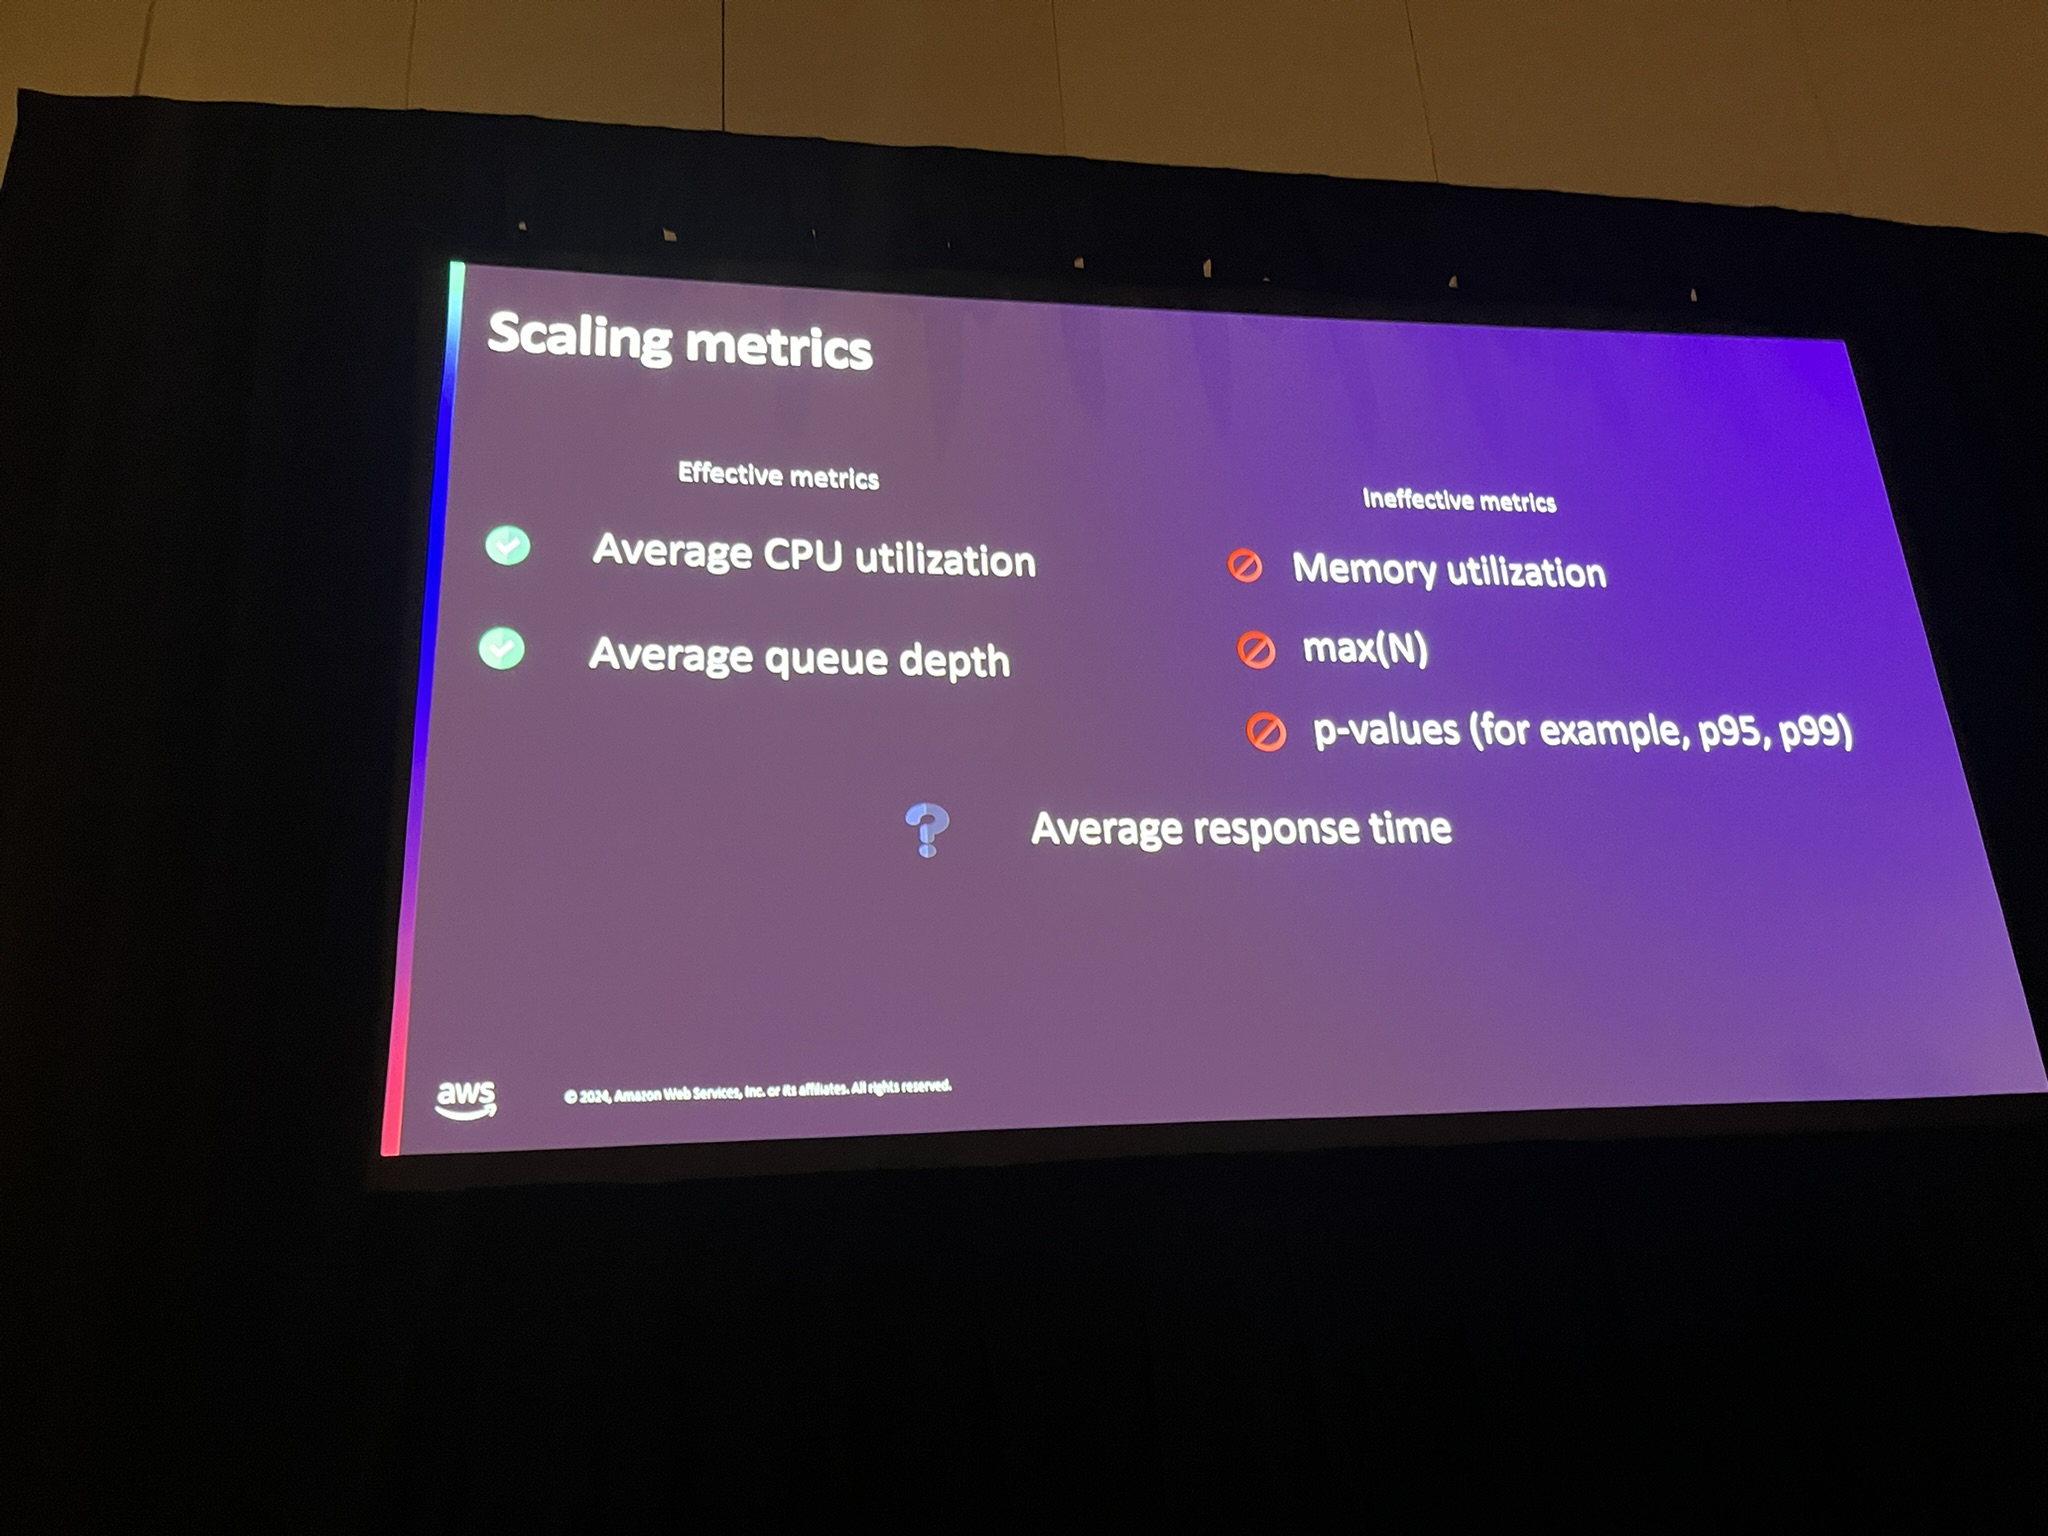 Scaling metrics
Effective metrics
Average CPU utilization
Average queue depth
Ineffective metrics
Memory utilization
max(N)
p-values (for example, p95, p99)
Average response time
aws
© 2024, Amazon Web Services, Inc. or its affiliates. All rights reserved.